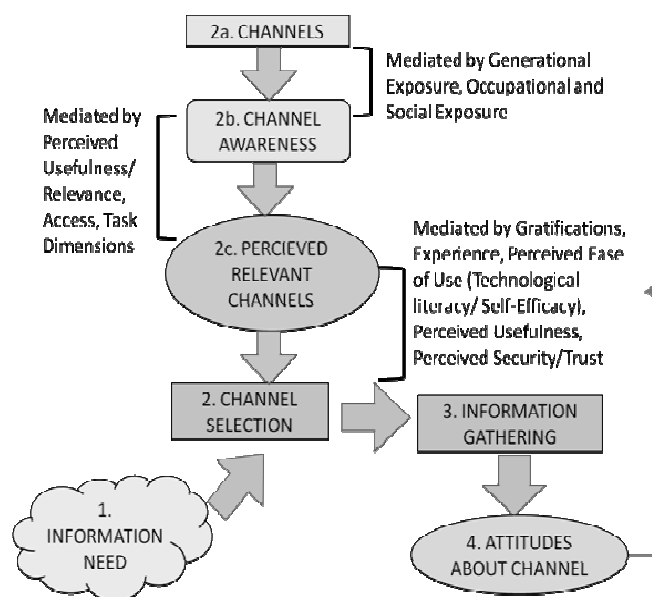 2a. CHANNELS
Mediated by Generational
Exposure, Occupational and
Social Exposure
Mediated by
Perceived
Usefulness/
Relevance,
Access, Task
Dimensions
2b. CHANNEL
AWARENESS
2c. PERCIEVED
RELEVANT
CHANNELS
Mediated by Gratifications,
Experience, Perceived Ease
of Use (Technological
literacy/ Self-Efficacy),
Perceived Usefulness,
Perceived Security/Trust
2. CHANNEL
SELECTION
3. INFORMATION
GATHERING
1.
INFORMATION
NEED
4. ATTITUDES
ABOUT CHANNEL